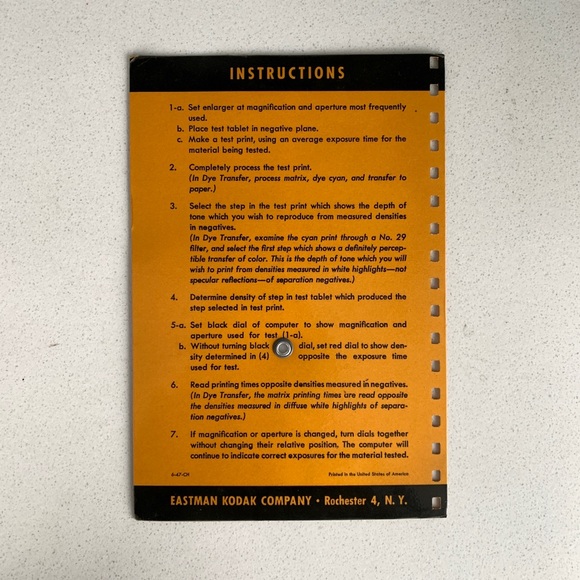 INSTRUCTIONS
1-a. Set enlarger at magnification and aperture most frequently
used.
b. Place test tablet in negative plane.
c. Make a test print, using an average exposure time for the
material being tested.
2. Completely process the test print.
(In Dye Transfer, process matrix, dye cyan, and transfer to
paper.)
3. Select the step in the test print which shows the depth of
tone which you wish to reproduce from measured densities
in negatives.
(In Dye Transfer, examine the cyan print through a No. 29
filter, and select the first step which shows a definitely percep-
tible transfer of color. This is the depth of tone which you will
wish to print from densities measured in white highlights—not
specular reflections—of separation negatives.)
4. Determine density of step in test tablet which produced the
step selected in test print.
5-a. Set black dial of computer to show magnification and
aperture used for test (1-a).
b. Without turning black dial, set red dial to show den-
sity determined in (4) opposite the exposure time
used for test.
6. Read printing times opposite densities measured in negatives.
(In Dye Transfer, the matrix printing times are read opposite
the densities measured in diffuse white highlights of separa-
tion negatives.)
7. If magnification or aperture is changed, turn dials together
without changing their relative position. The computer will
continue to indicate correct exposures for the material tested.
6-47-CH Printed in the United States of America
EASTMAN KODAK COMPANY • Rochester 4, N. Y.